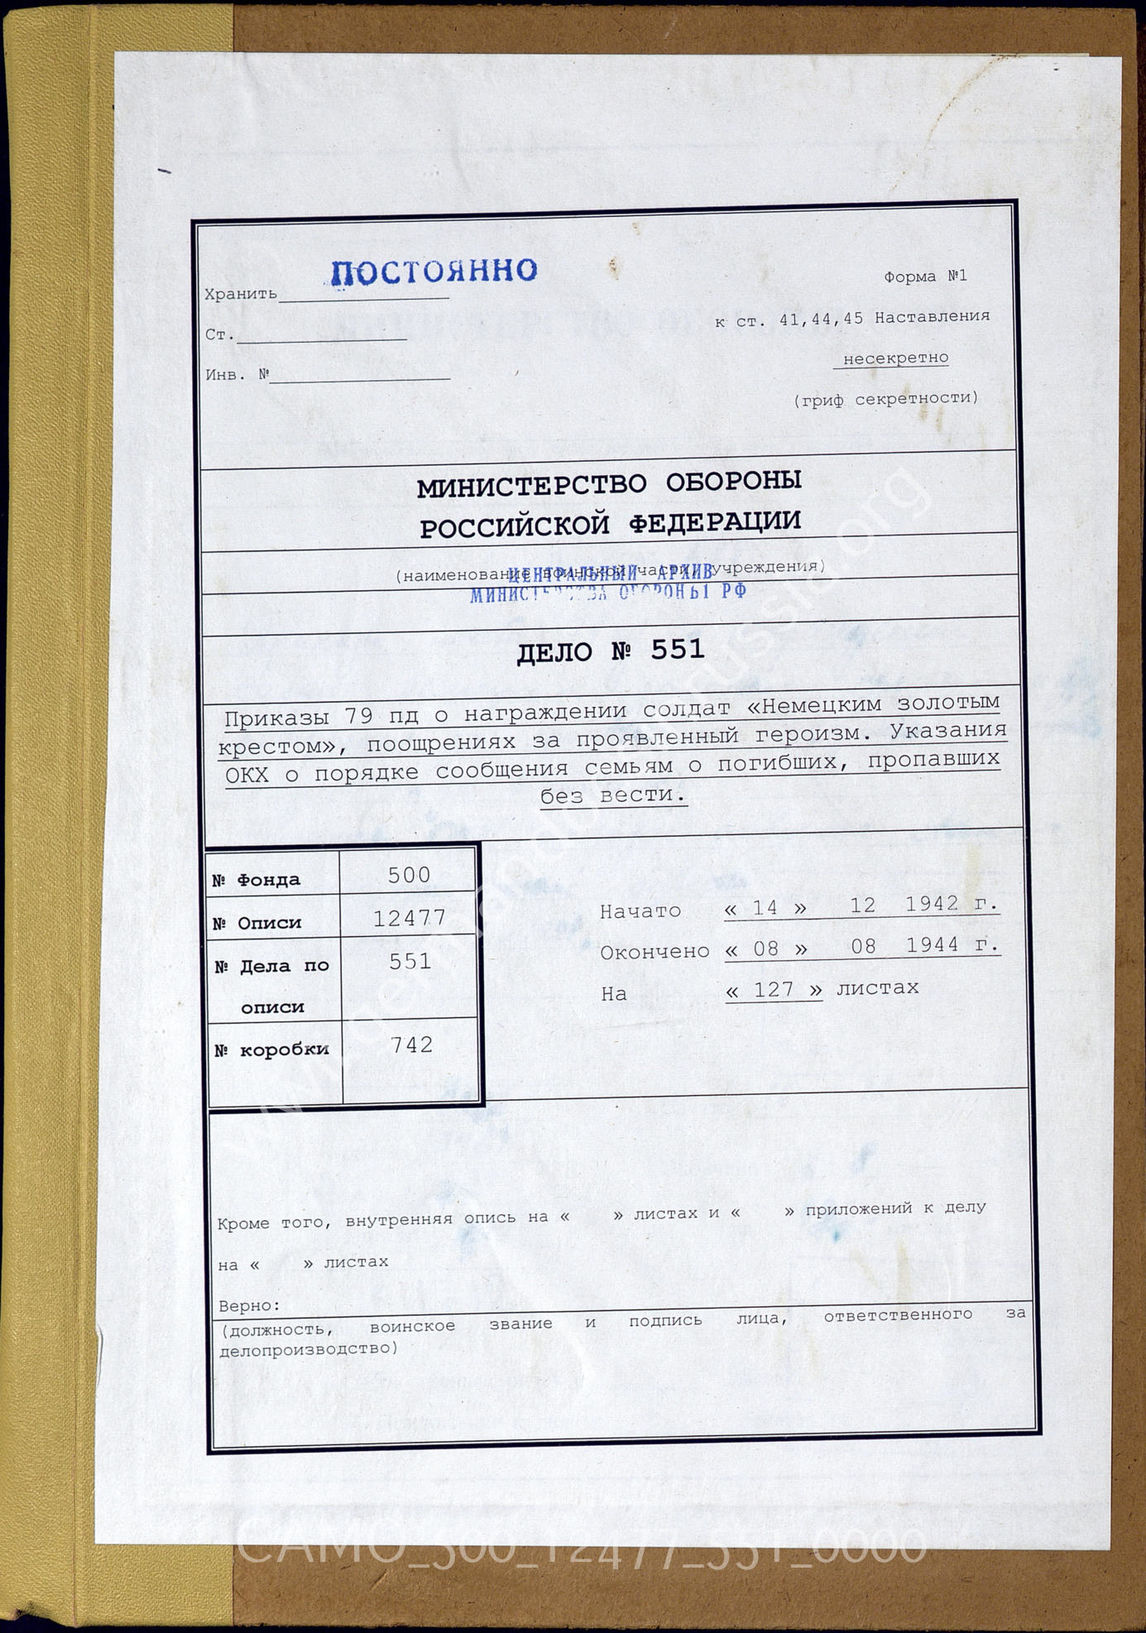 ПОСТОЯННО
Хранить
Форма №1
Ст.
к ст. 41,44,45 Наставления
Инв. №
несекретно
(гриф секретности)
МИНИСТЕРСТВО ОБОРОНЫ
РОССИЙСКОЙ ФЕДЕРАЦИИ
(наименование воинской части, учреждения)
ЦЕНТРАЛЬНЫЙ АРХИВ
МИНИСТЕРСТВА ОБОРОНЫ РФ
ДЕЛО № 551
Приказы 79 пд о награждении солдат «Немецким золотым
крестом», поощрениях за проявленный героизм. Указания
ОКХ о порядке сообщения семьям о погибших, пропавших
без вести.
№ Фонда 500
№ Описи 12477
№ Дела по 551
описи
№ коробки 742
Начато « 14 » 12 1942 г.
Окончено « 08 » 08 1944 г.
На « 127 » листах
Кроме того, внутренняя опись на « » листах и « » приложений к делу
на « » листах
Верно:
(должность, воинское звание и подпись лица, ответственного за
делопроизводство)
CAMO_500_12477_551_0000